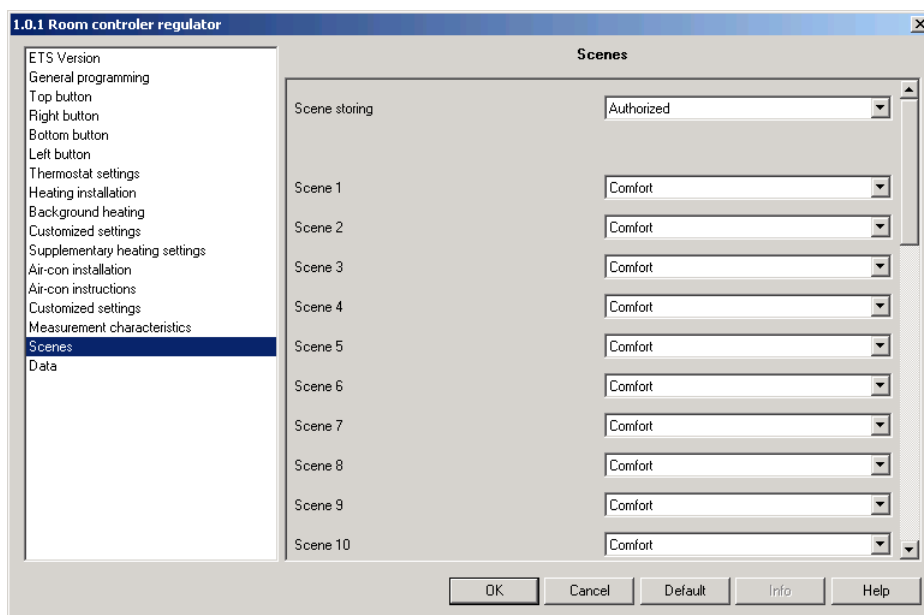 1.0.1 Room controler regulator
ETS Version
General programming
Top button
Right button
Bottom button
Left button
Thermostat settings
Heating installation
Background heating
Customized settings
Supplementary heating settings
Air-con installation
Air-con instructions
Customized settings
Measurement characteristics
Scenes
Data
Scenes
Scene storing Authorized
Scene 1 Comfort
Scene 2 Comfort
Scene 3 Comfort
Scene 4 Comfort
Scene 5 Comfort
Scene 6 Comfort
Scene 7 Comfort
Scene 8 Comfort
Scene 9 Comfort
Scene 10 Comfort
OK Cancel Default Info Help